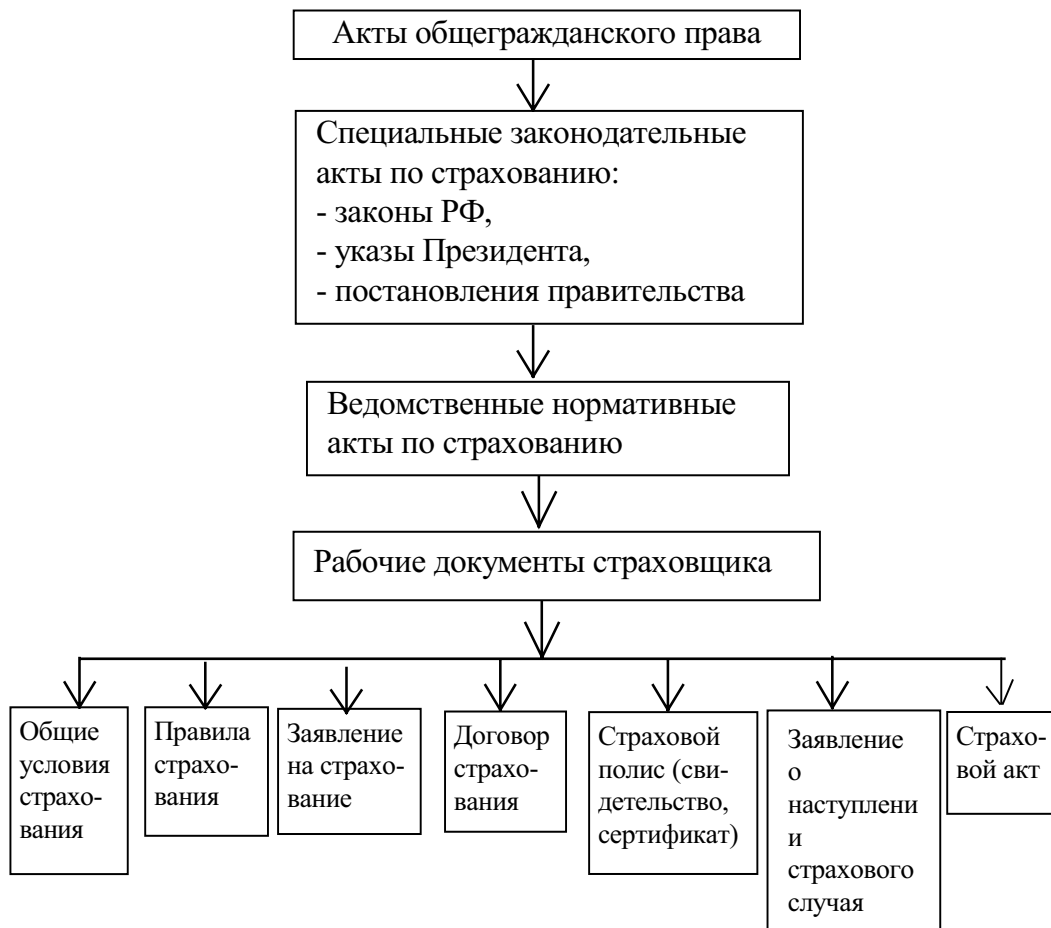 Акты общегражданского права
Специальные законодательные
акты по страхованию:
- законы РФ,
- указы Президента,
- постановления правительства
Ведомственные нормативные
акты по страхованию
Рабочие документы страховщика
Общие
условия
страхо-
вания
Правила
страхо-
вания
Заявление
на страхо-
вание
Договор
страхо-
вания
Страховой
полис (сви-
детельство,
сертификат)
Заявление
о
наступлени
и
страхового
случая
Страхо-
вой акт